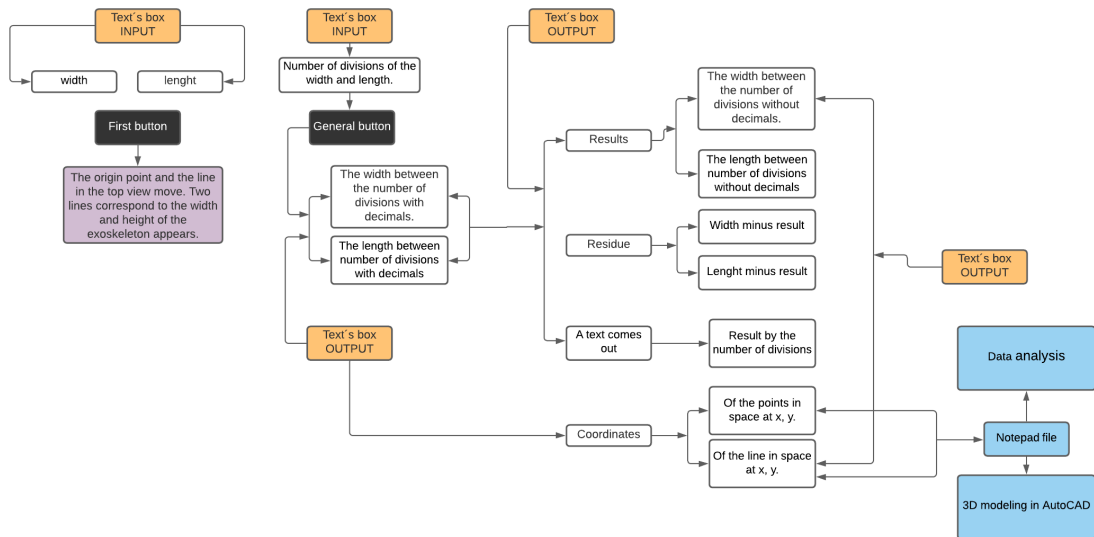 Text´s box
INPUT
width
lenght
First button
The origin point and the line
in the top view move. Two
lines correspond to the width
and height of the
exoskeleton appears.
Text´s box
INPUT
Number of divisions of the
width and length.
General button
The width between
the number of
divisions with
decimals.
The length between
number of divisions
with decimals
Text´s box
OUTPUT
Text´s box
OUTPUT
Results
The width between
the number of
divisions without
decimals.
The length between
number of divisions
without decimals
Residue
Width minus result
Lenght minus result
A text comes
out
Result by the
number of divisions
Coordinates
Of the points in
space at x, y.
Of the line in space
at x, y.
Text´s box
OUTPUT
Data analysis
Notepad file
3D modeling in AutoCAD